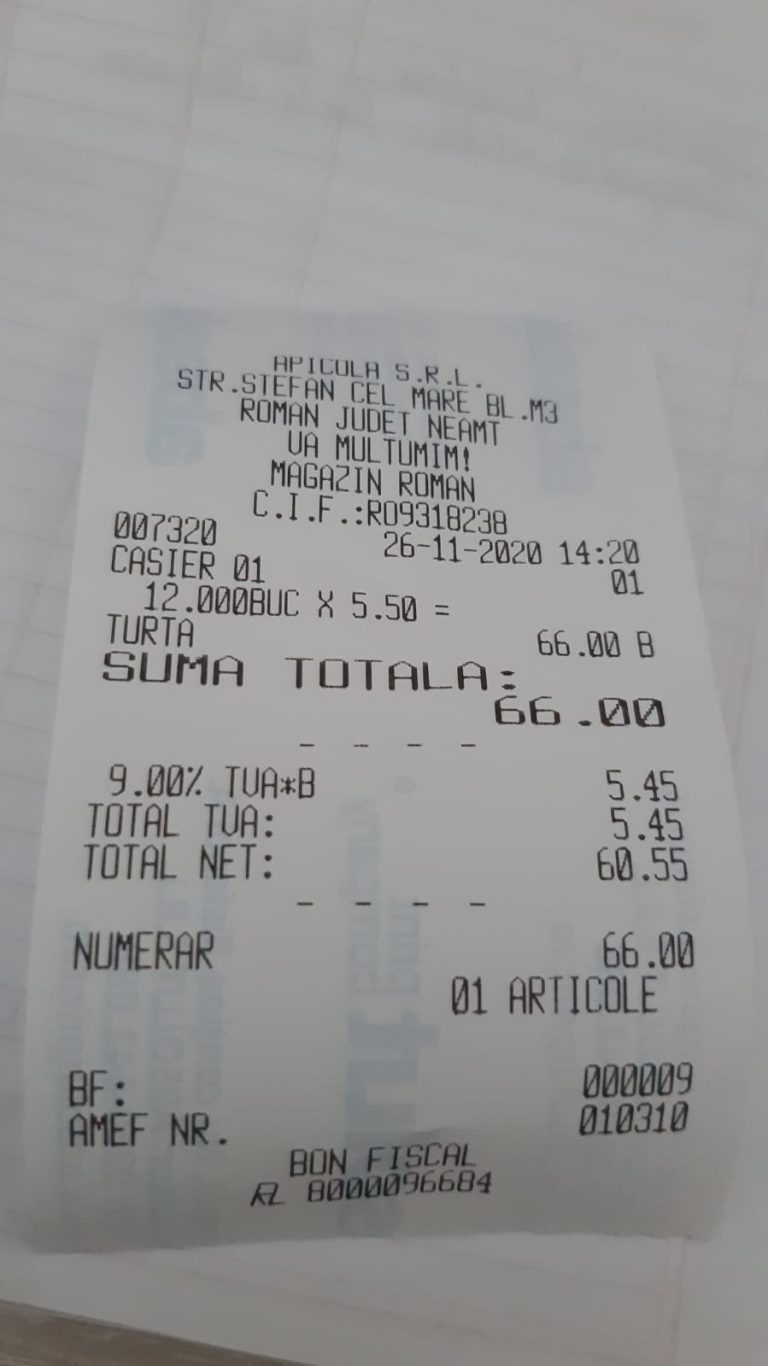 APICOLA S.R.L.
STR.STEFAN CEL MARE BL.M3
ROMAN JUDET NEAMT
VA MULTUMIM!
MAGAZIN ROMAN
C.I.F.:RO9318238
007320 26-11-2020 14:20
CASIER 01 01
12.000BUC X 5.50 =
TURTA 66.00 B
SUMA TOTALA:
66.00
- - - -
9.00% TVA*B 5.45
TOTAL TVA: 5.45
TOTAL NET: 60.55
- - - -
NUMERAR 66.00
01 ARTICOLE
BF: 000009
AMEF NR. 010310
BON FISCAL
8000096684